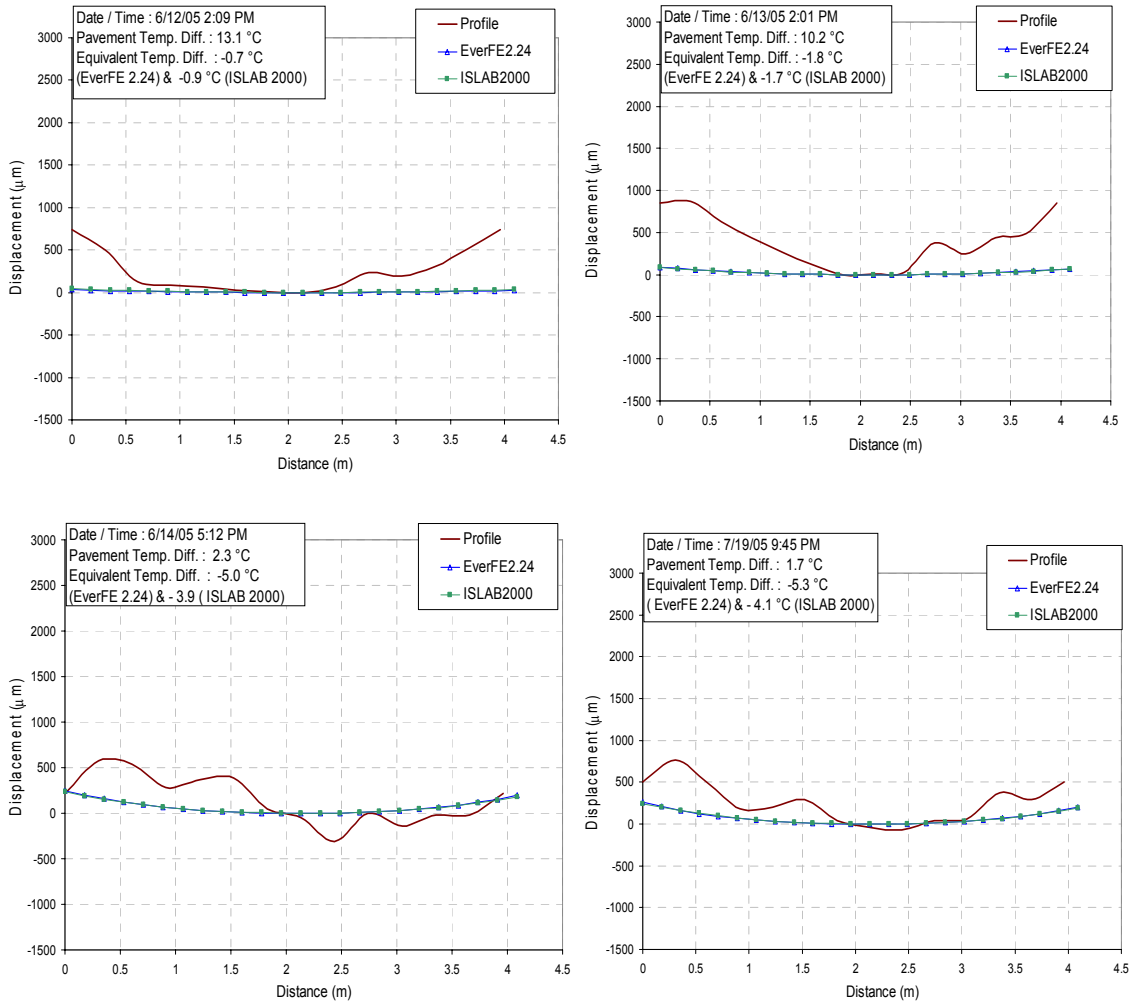 Date / Time : 6/12/05 2:09 PM
Pavement Temp. Diff. : 13.1 °C
Equivalent Temp. Diff. : -0.7 °C
(EverFE 2.24) & -0.9 °C (ISLAB 2000)
Profile
EverFE2.24
ISLAB2000
3000
2500
2000
1500
1000
500
0
-500
-1000
-1500
Displacement (μm)
0 0.5 1 1.5 2 2.5 3 3.5 4 4.5
Distance (m)
Date / Time : 6/13/05 2:01 PM
Pavement Temp. Diff. : 10.2 °C
Equivalent Temp. Diff. : -1.8 °C
(EverFE 2.24) & -1.7 °C (ISLAB 2000)
Profile
EverFE2.24
ISLAB2000
3000
2500
2000
1500
1000
500
0
-500
-1000
-1500
Displacement (μm)
0 0.5 1 1.5 2 2.5 3 3.5 4 4.5
Distance (m)
Date / Time : 6/14/05 5:12 PM
Pavement Temp. Diff. : 2.3 °C
Equivalent Temp. Diff. : -5.0 °C
(EverFE 2.24) & - 3.9 ( ISLAB 2000)
Profile
EverFE2.24
ISLAB2000
3000
2500
2000
1500
1000
500
0
-500
-1000
-1500
Displacement (μm)
0 0.5 1 1.5 2 2.5 3 3.5 4 4.5
Distance (m)
Date / Time : 7/19/05 9:45 PM
Pavement Temp. Diff. : 1.7 °C
Equivalent Temp. Diff. : -5.3 °C
( EverFE 2.24) & - 4.1 °C (ISLAB 2000)
Profile
EverFE2.24
ISLAB2000
3000
2500
2000
1500
1000
500
0
-500
-1000
-1500
Displacement (μm)
0 0.5 1 1.5 2 2.5 3 3.5 4 4.5
Distance (m)